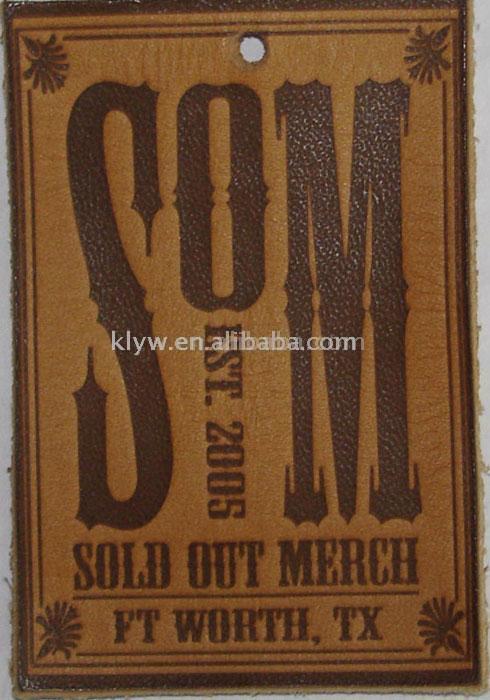 SOM
EST. 2005
klyw.en.alibaba.com
SOLD OUT MERCH
FT WORTH, TX